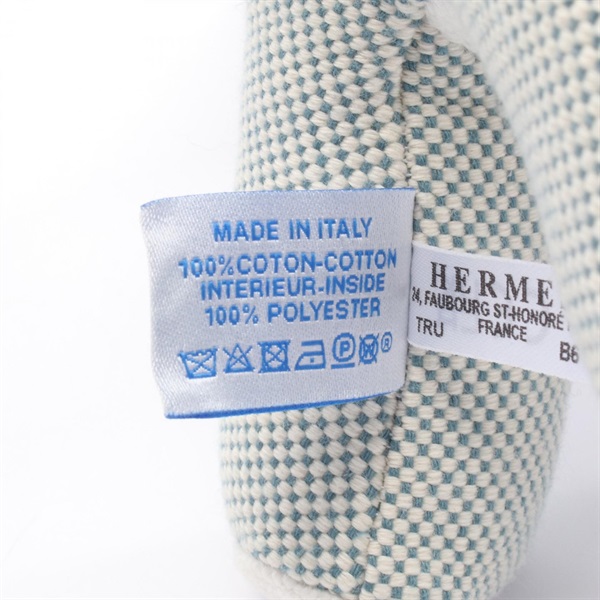 MADE IN ITALY
100%COTON-COTTON
INTERIEUR-INSIDE
100% POLYESTER
HERME
24, FAUBOURG ST-HONORÉ
TRU FRANCE
B6